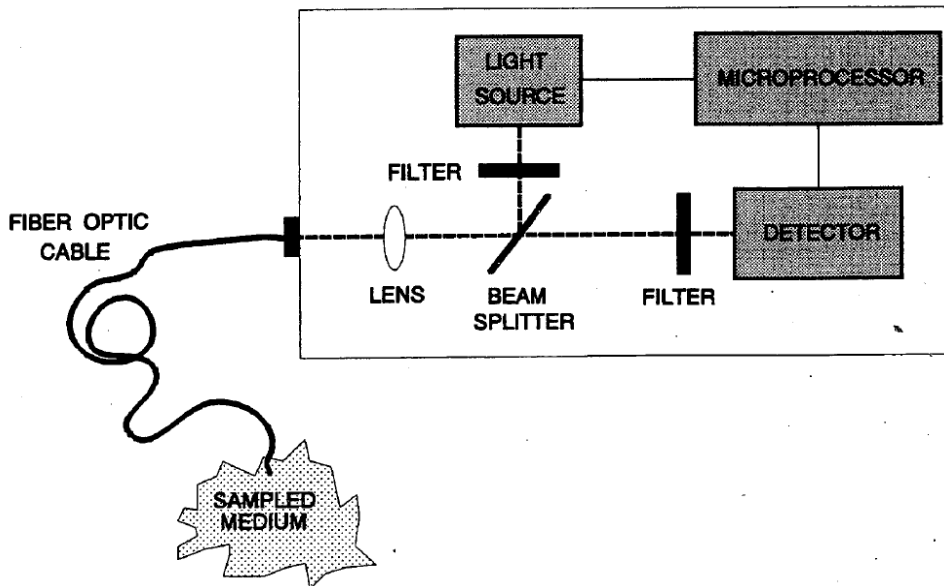 LIGHT
SOURCE
MICROPROCESSOR
FILTER
FIBER OPTIC
CABLE
DETECTOR
LENS
BEAM
SPLITTER
FILTER
SAMPLED
MEDIUM